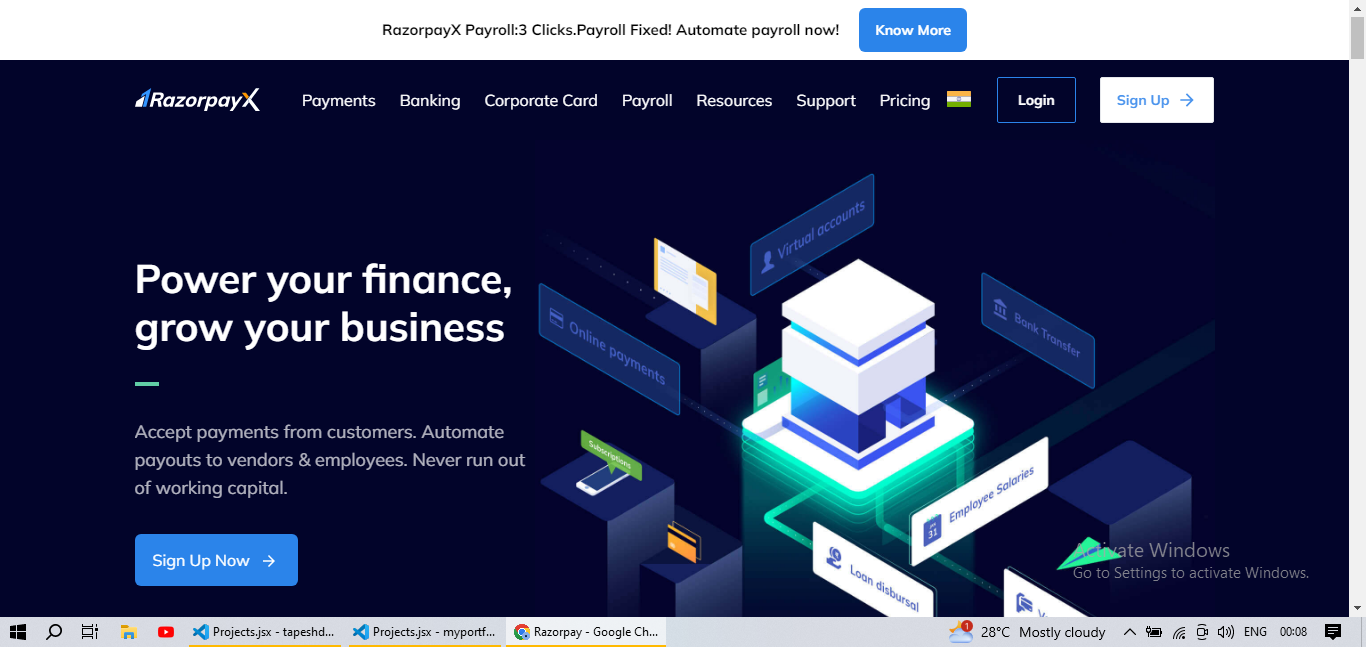 RazorpayX Payroll:3 Clicks.Payroll Fixed! Automate payroll now!
Know More
RazorpayX
Payments
Banking
Corporate Card
Payroll
Resources
Support
Pricing
Login
Sign Up
Power your finance,
grow your business
Accept payments from customers. Automate
payouts to vendors & employees. Never run out
of working capital.
Sign Up Now
Virtual accounts
Online payments
Bank Transfer
Subscriptions
Employee Salaries
31
Loan disbursal
Activate Windows
Go to Settings to activate Windows.
Projects.jsx - tapeshd...
Projects.jsx - myportf...
Razorpay - Google Ch...
1
28°C Mostly cloudy
ENG
00:08